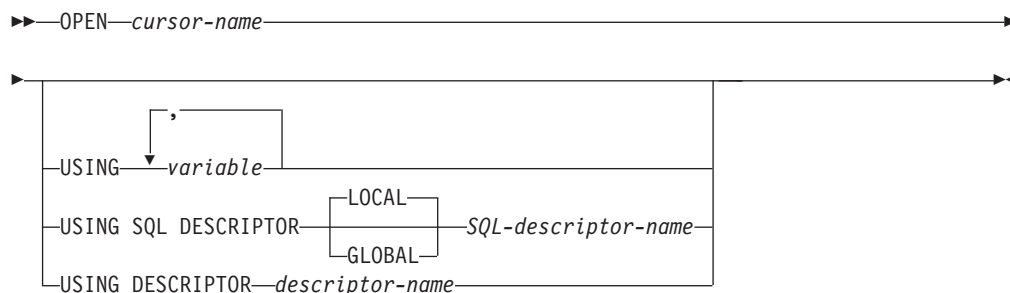 OPEN cursor-name
,
USING variable
LOCAL
USING SQL DESCRIPTOR SQL-descriptor-name
GLOBAL
USING DESCRIPTOR descriptor-name